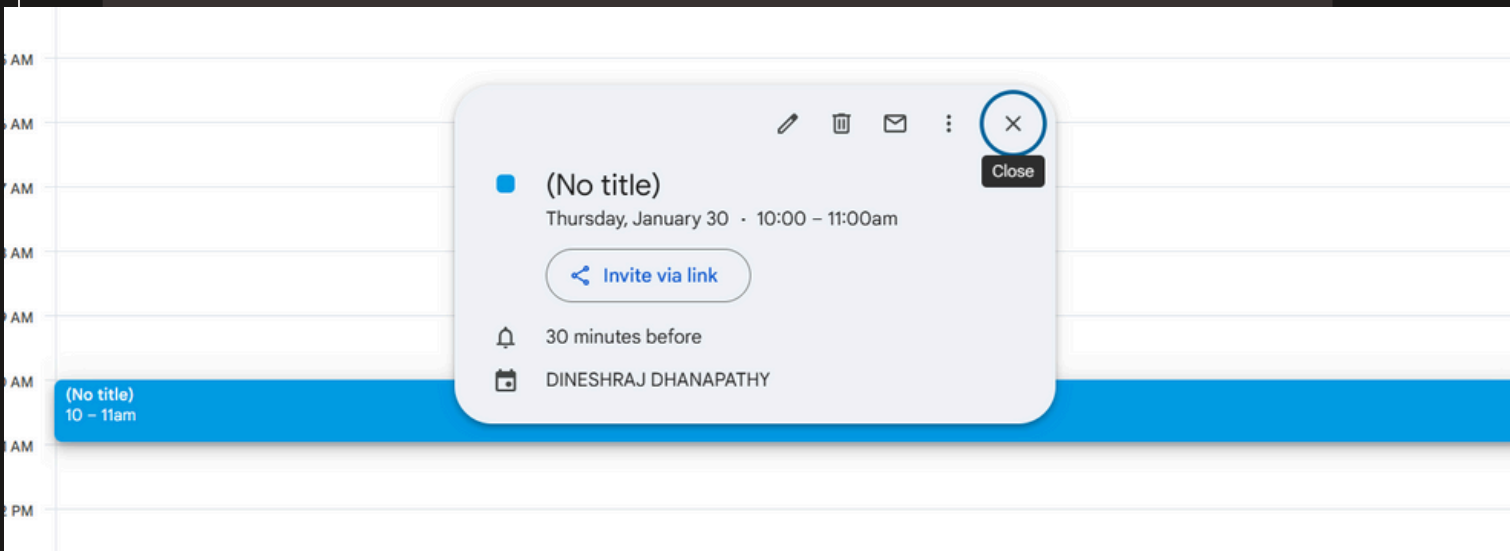 AM
AM
Close
(No title)
AM
Thursday, January 30 · 10:00 – 11:00am
AM
Invite via link
AM
30 minutes before
AM
DINESHRAJ DHANAPATHY
(No title)
10 – 11am
AM
PM